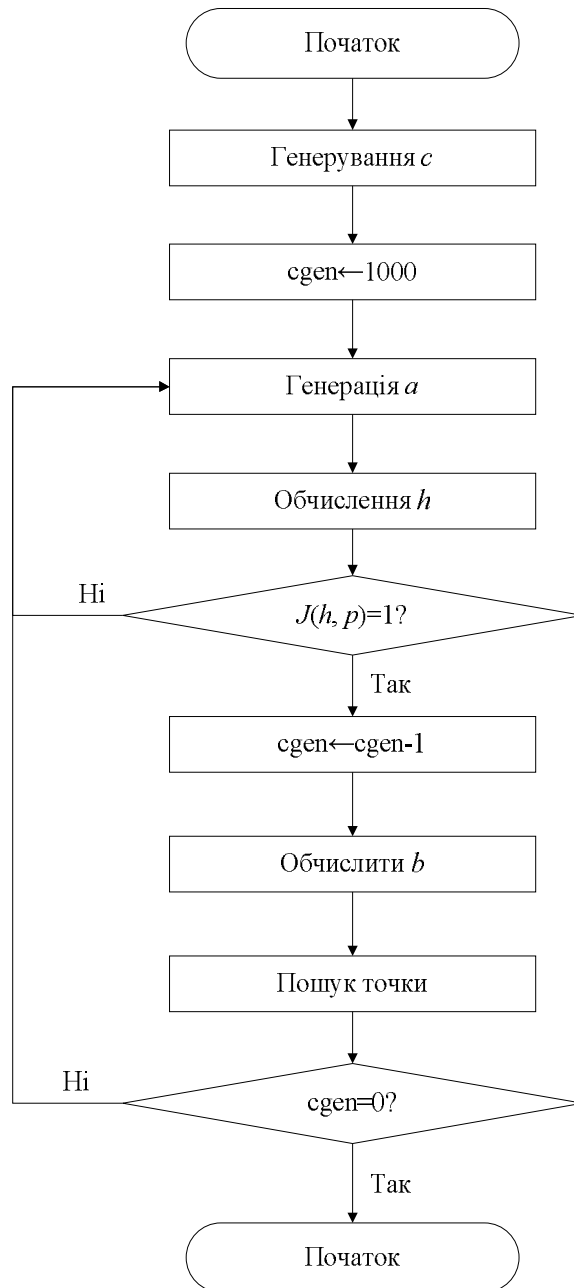 Початок
Генерування c
cgen←1000
Генерація a
Обчислення h
Ні
J(h, p)=1?
Так
cgen←cgen-1
Обчислити b
Пошук точки
Ні
cgen=0?
Так
Початок